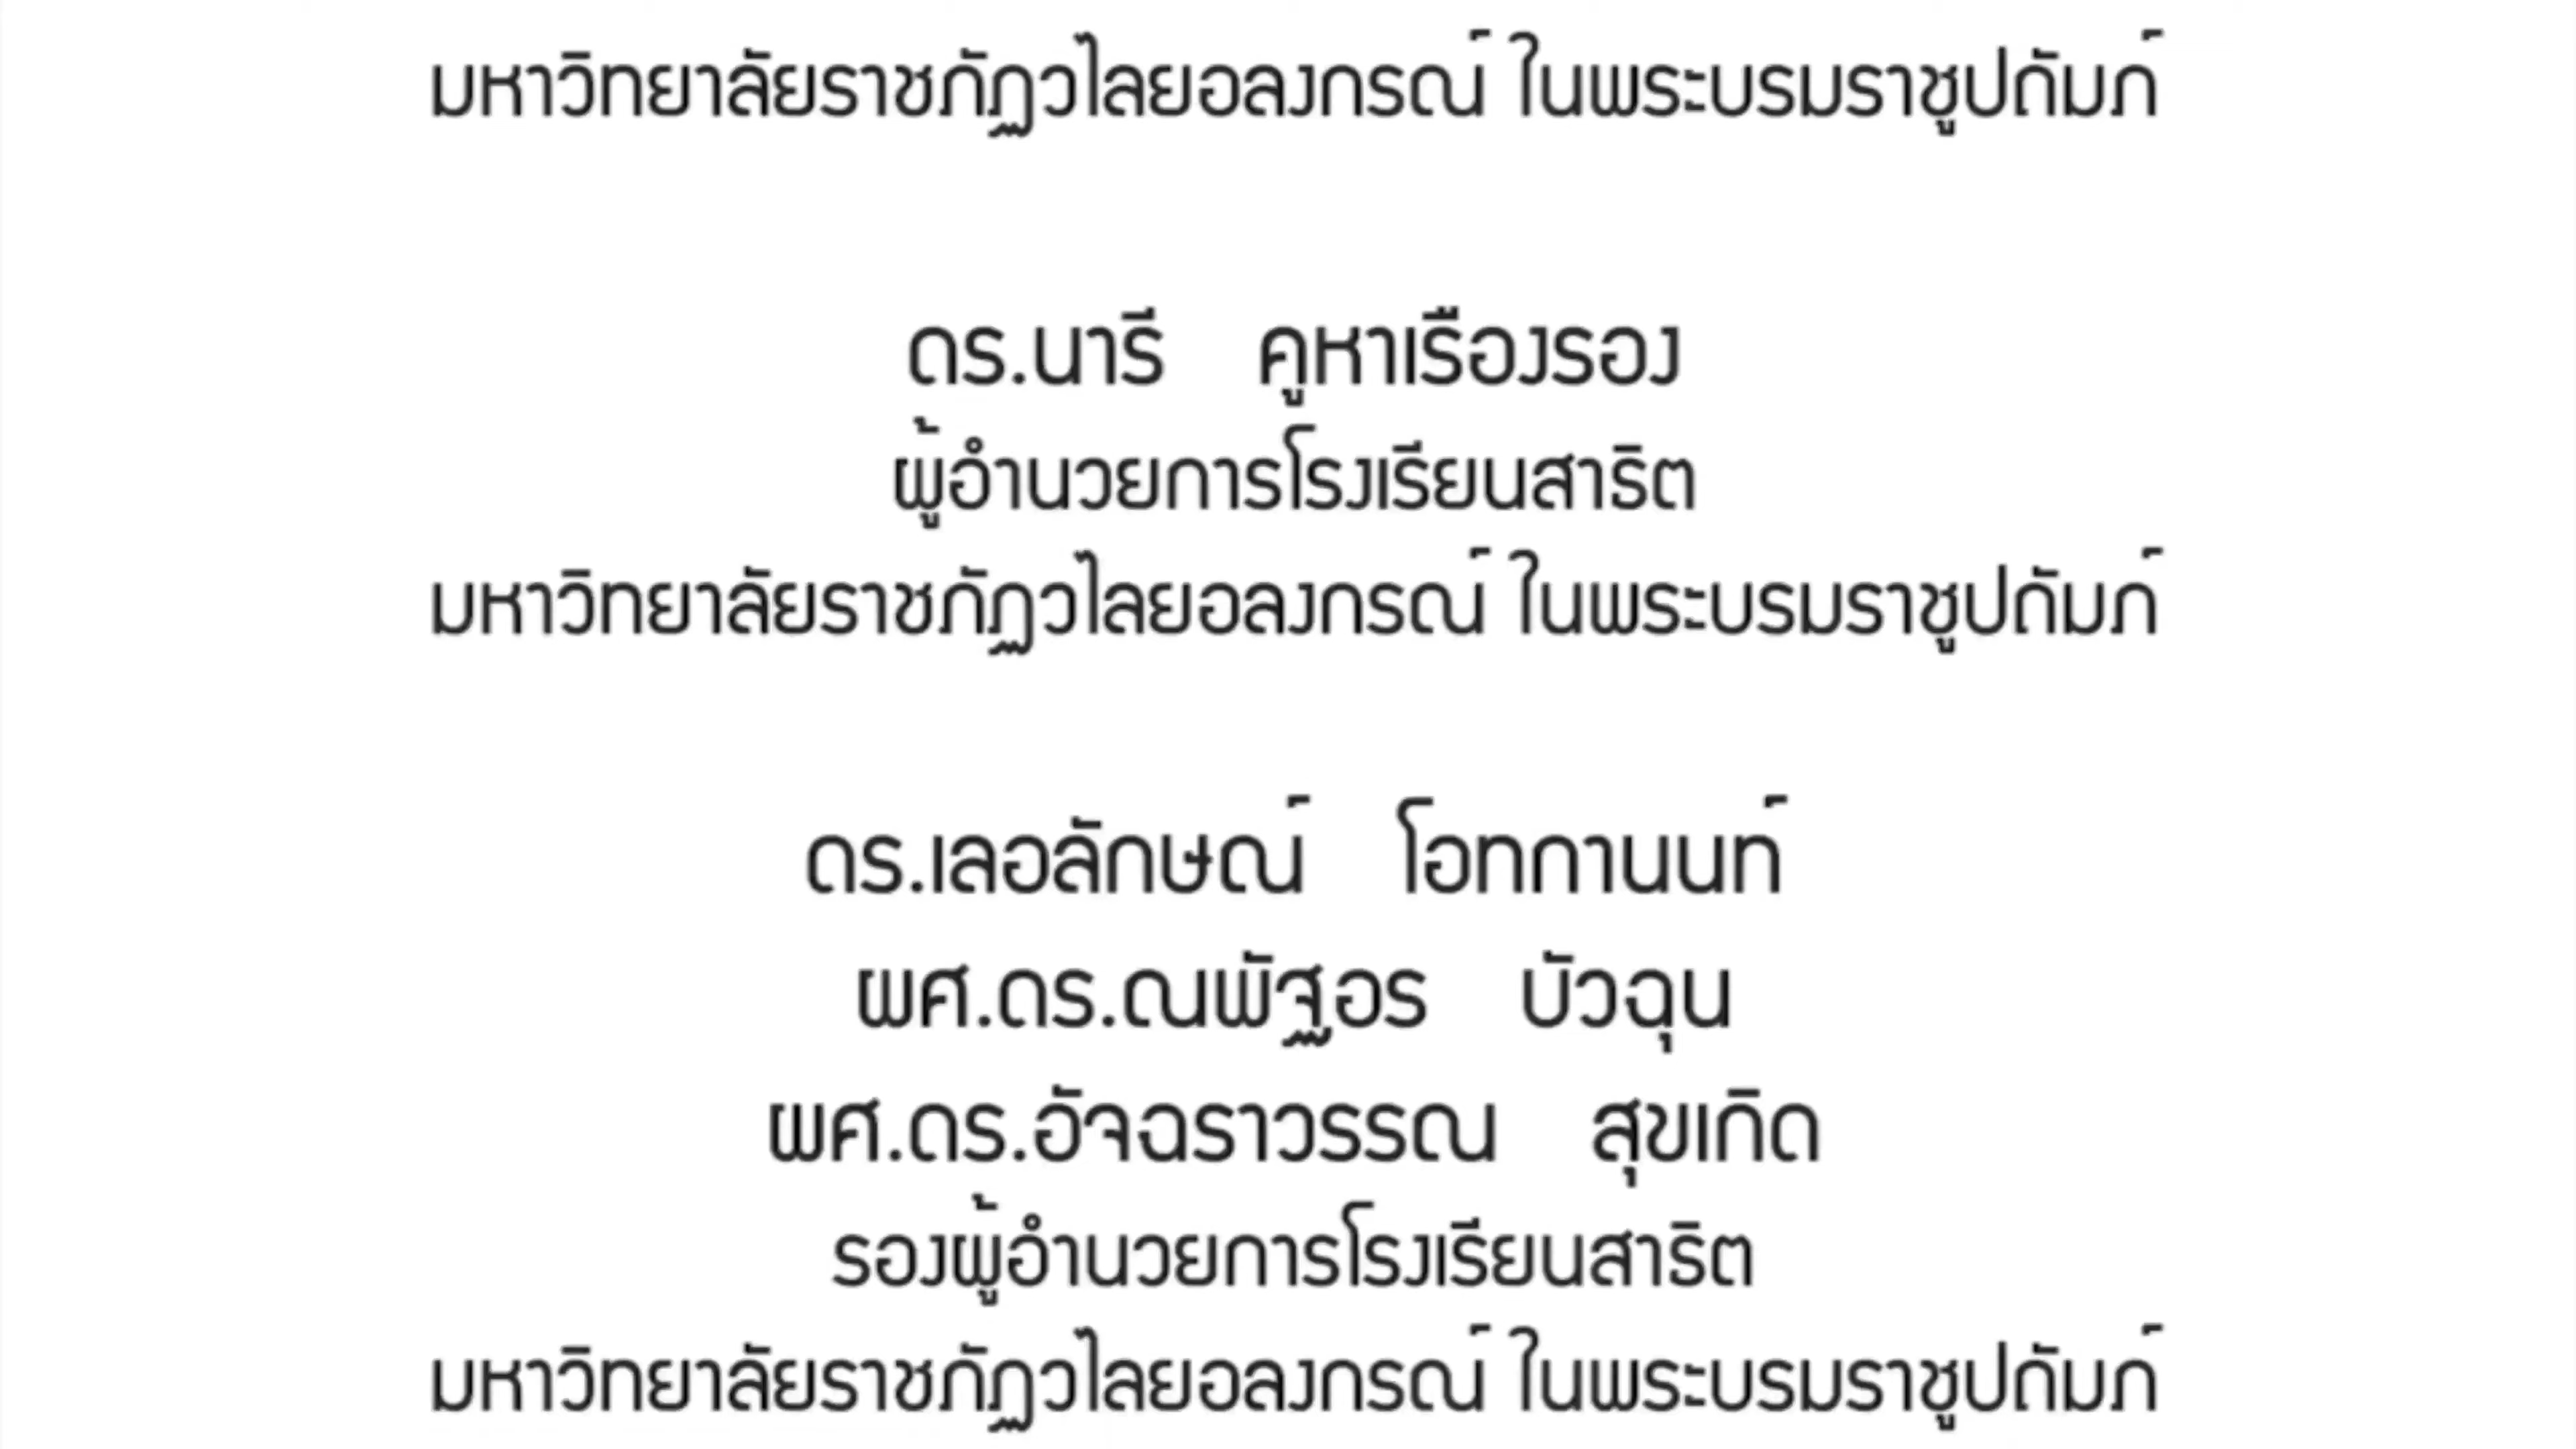 มหาวิทยาลัยราชภัฏวไลยอลงกรณ์ ในพระบรมราชูปถัมภ์
ดร.นารี คูหาเรืองรอง
ผู้อำนวยการโรงเรียนสาธิต
มหาวิทยาลัยราชภัฏวไลยอลงกรณ์ ในพระบรมราชูปถัมภ์
ดร.เลอลักษณ์ โอทกานนท์
ผศ.ดร.ณพัฐอร บัวฉุน
ผศ.ดร.อัจฉราวรรณ สุขเกิด
รองผู้อำนวยการโรงเรียนสาธิต
มหาวิทยาลัยราชภัฏวไลยอลงกรณ์ ในพระบรมราชูปถัมภ์